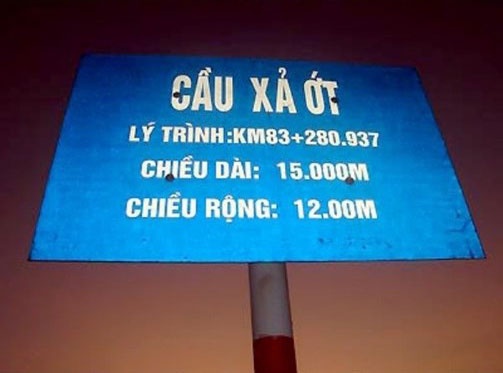 CẦU XẢ ỚT
LÝ TRÌNH:KM83+280.937
CHIỀU DÀI: 15.000M
CHIỀU RỘNG: 12.00M